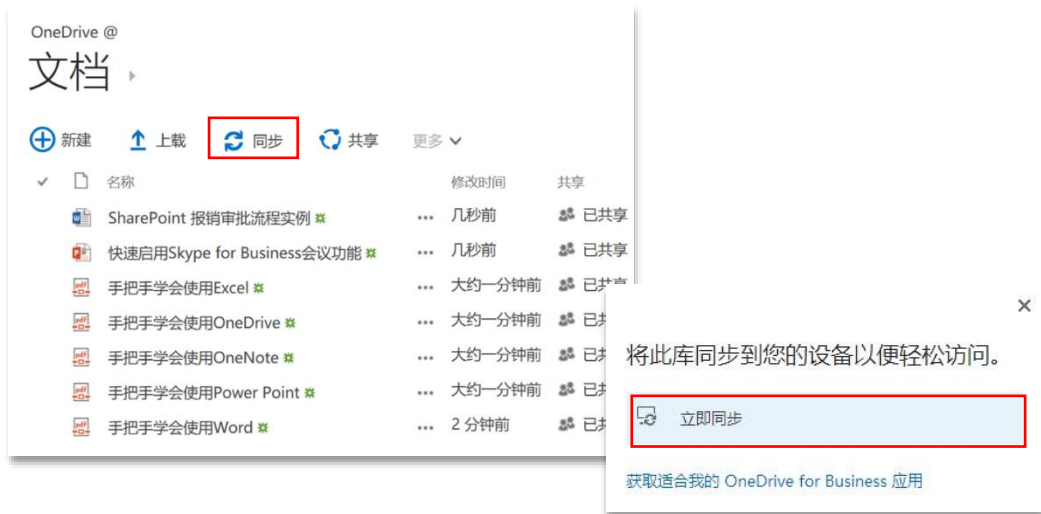 OneDrive @
文档
新建 上载 同步 共享 更多
名称 修改时间 共享
SharePoint 报销审批流程实例 ... 几秒前 已共享
快速启用Skype for Business会议功能 ... 几秒前 已共享
手把手学会使用Excel ... 大约一分钟前 已共享
手把手学会使用OneDrive ... 大约一分钟前 已
手把手学会使用OneNote ... 大约一分钟前 已
手把手学会使用Power Point ... 大约一分钟前 已
手把手学会使用Word ... 2 分钟前 已
将此库同步到您的设备以便轻松访问。
立即同步
获取适合我的 OneDrive for Business 应用